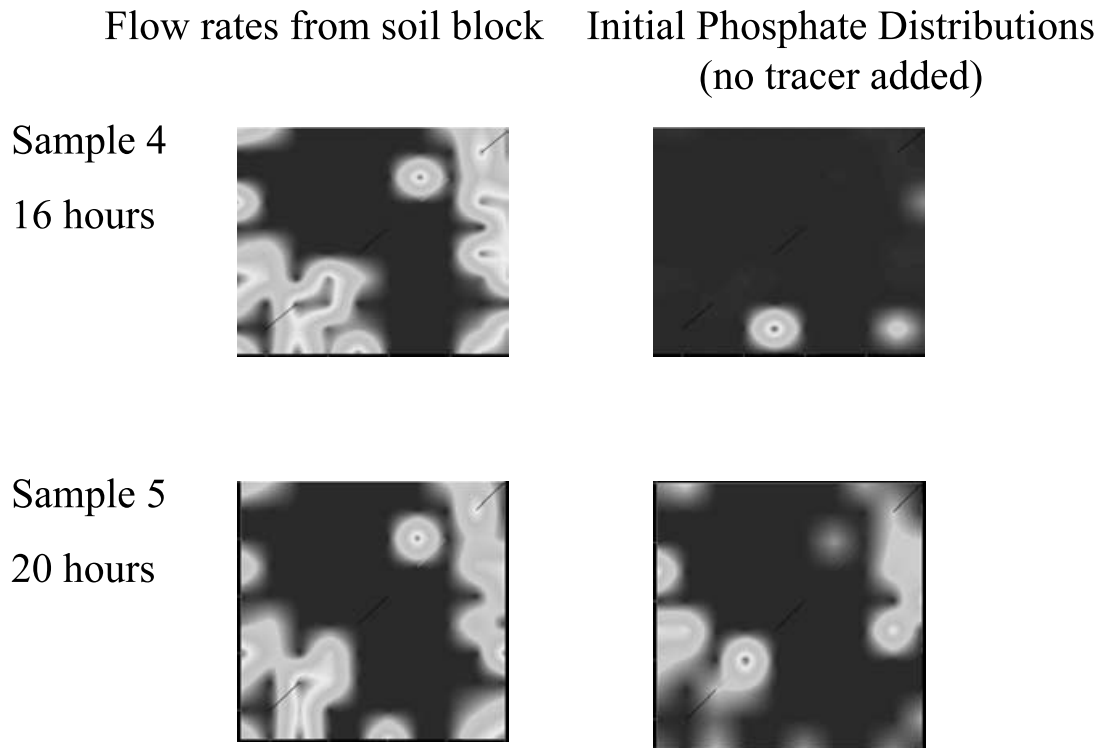 Flow rates from soil block
Initial Phosphate Distributions
(no tracer added)
Sample 4
16 hours
Sample 5
20 hours